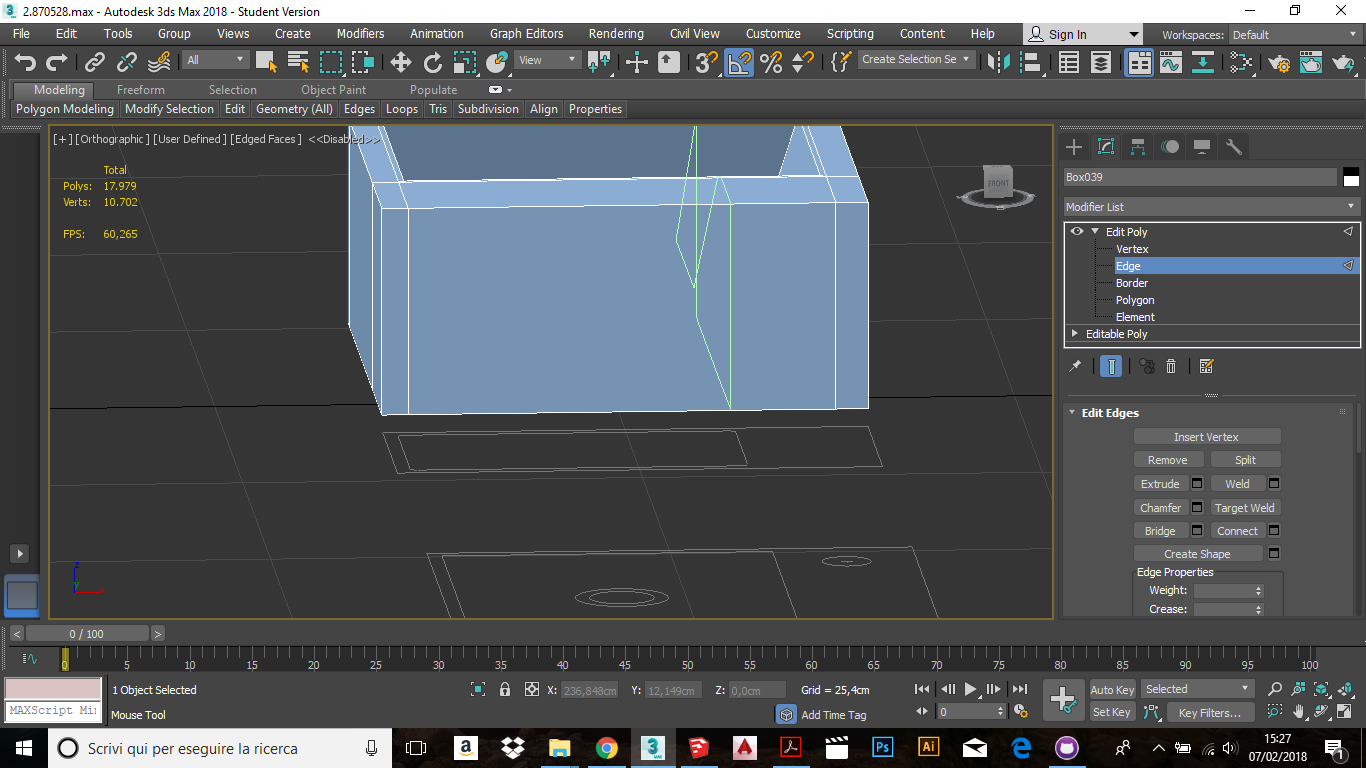 2.870528.max - Autodesk 3ds Max 2018 - Student Version
File Edit Tools Group Views Create Modifiers Animation Graph Editors Rendering Civil View Customize Scripting Content Help Sign In Workspaces: Default
All View 3 Create Selection Se
Modeling Freeform Selection Object Paint Populate
Polygon Modeling Modify Selection Edit Geometry (All) Edges Loops Tris Subdivision Align Properties
[+] [Orthographic ] [User Defined ] [Edged Faces ] <<Disabled>>
Total
Polys: 17.979
Verts: 10.702
FPS: 60,265
FRONT
Box039
Modifier List
Edit Poly
Vertex
Edge
Border
Polygon
Element
Editable Poly
Edit Edges
Insert Vertex
Remove Split
Extrude Weld
Chamfer Target Weld
Bridge Connect
Create Shape
Edge Properties
Weight:
Crease:
z
x
< 0 / 100 >
0 5 10 15 20 25 30 35 40 45 50 55 60 65 70 75 80 85 90 95 100
1 Object Selected X: 236,848cm Y: 12,149cm Z: 0,0cm Grid = 25,4cm Auto Key Selected
MAXScript Min Mouse Tool Add Time Tag 0 Set Key Key Filters...
Scrivi qui per eseguire la ricerca
a 3 MAX A Ps Ai
15:27
07/02/2018
1